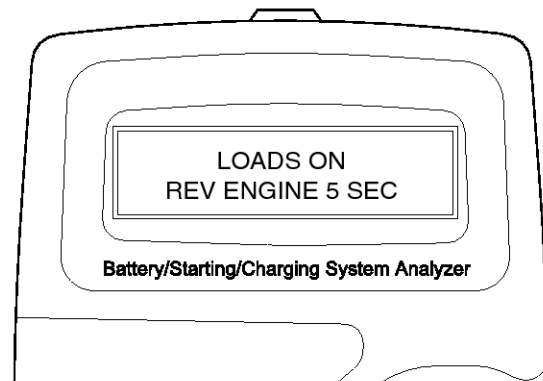 LOADS ON
REV ENGINE 5 SEC
Battery/Starting/Charging System Analyzer